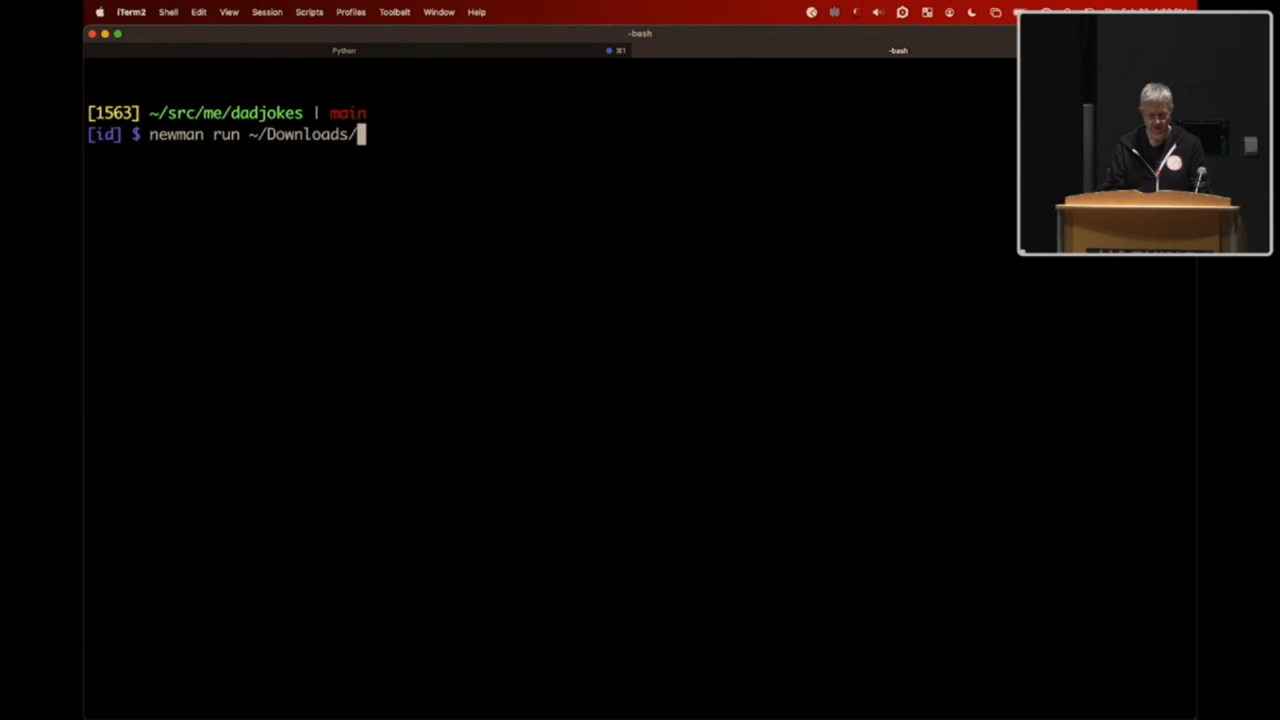 iTerm2 Shell Edit View Session Scripts Profiles Toolbelt Window Help
-bash
Python ⌘1 -bash
[1563] ~/src/me/dadjokes | main
[id] $ newman run ~/Downloads/